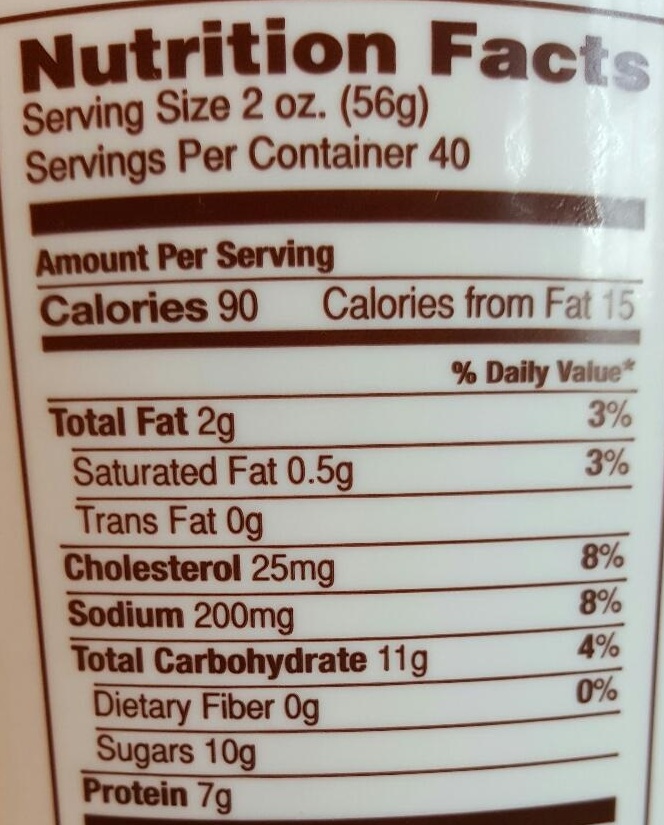 Nutrition Facts
Serving Size 2 oz. (56g)
Servings Per Container 40
Amount Per Serving
Calories 90 Calories from Fat 15
% Daily Value*
Total Fat 2g 3%
Saturated Fat 0.5g 3%
Trans Fat 0g
Cholesterol 25mg 8%
Sodium 200mg 8%
Total Carbohydrate 11g 4%
Dietary Fiber 0g 0%
Sugars 10g
Protein 7g